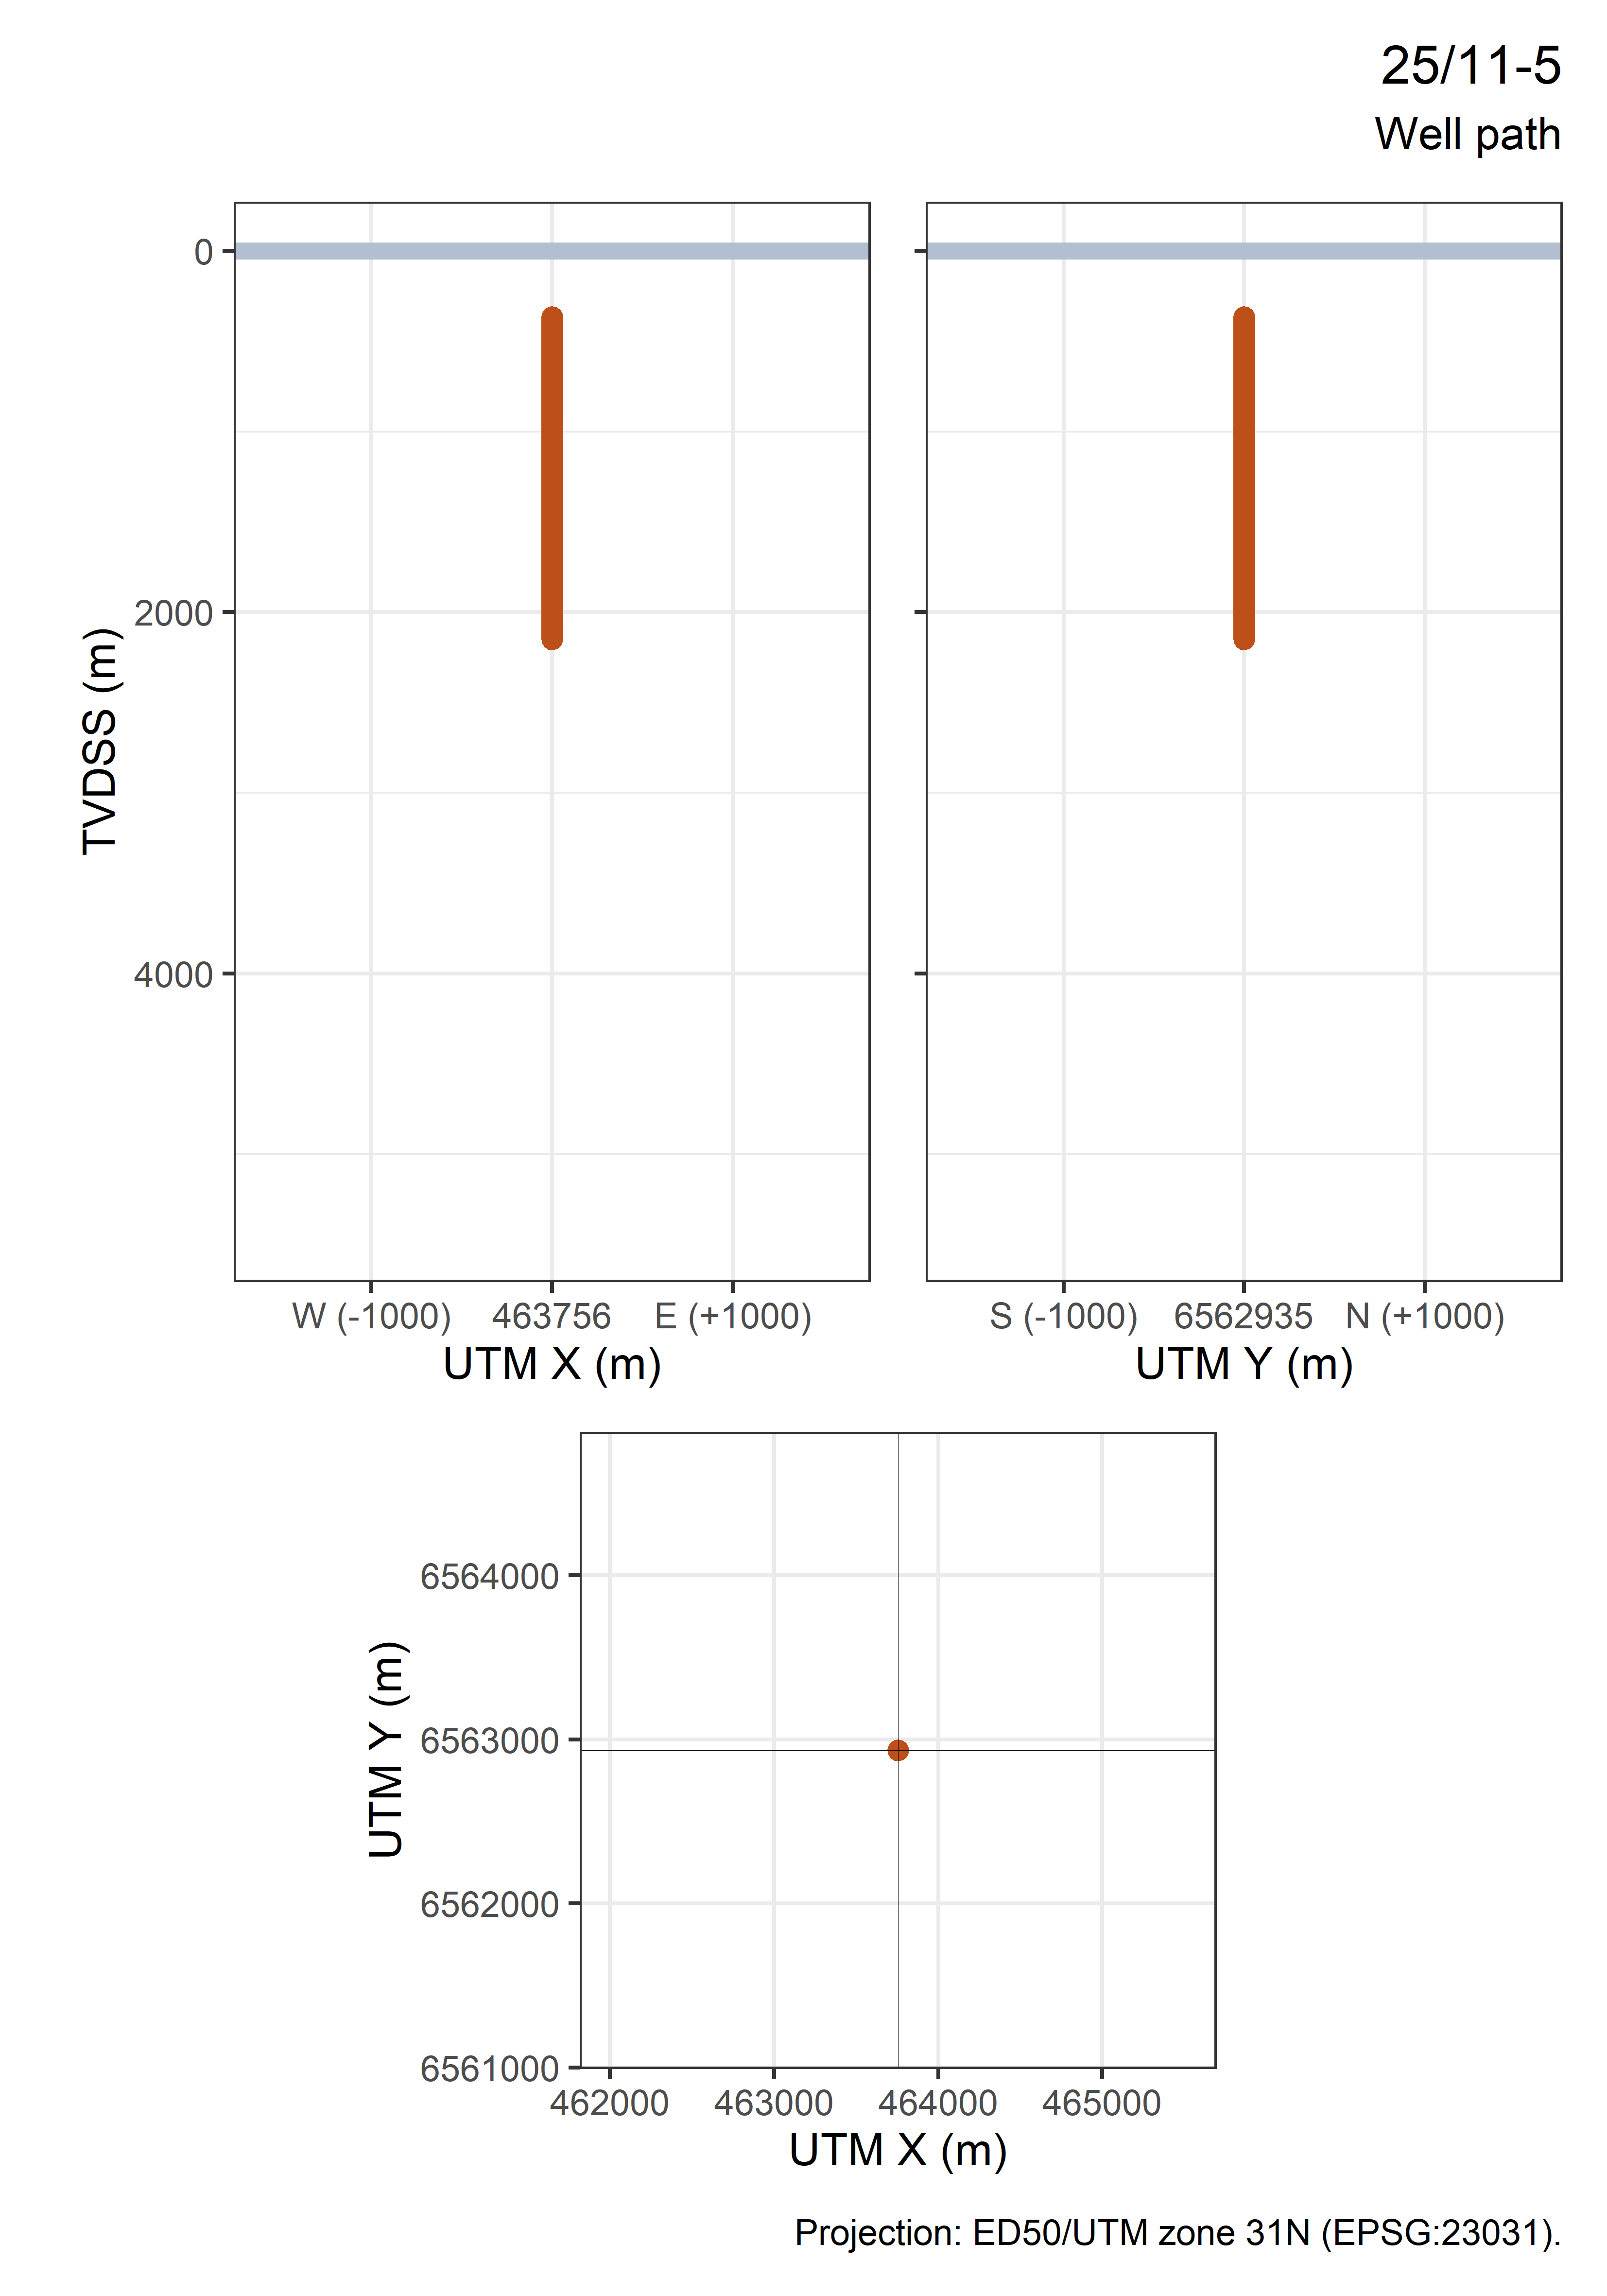 25/11-5
Well path
TVDSS (m)
0
2000
4000
W (-1000) 463756 E (+1000)
UTM X (m)
S (-1000) 6562935 N (+1000)
UTM Y (m)
UTM Y (m)
6564000
6563000
6562000
6561000
462000 463000 464000 465000
UTM X (m)
Projection: ED50/UTM zone 31N (EPSG:23031).